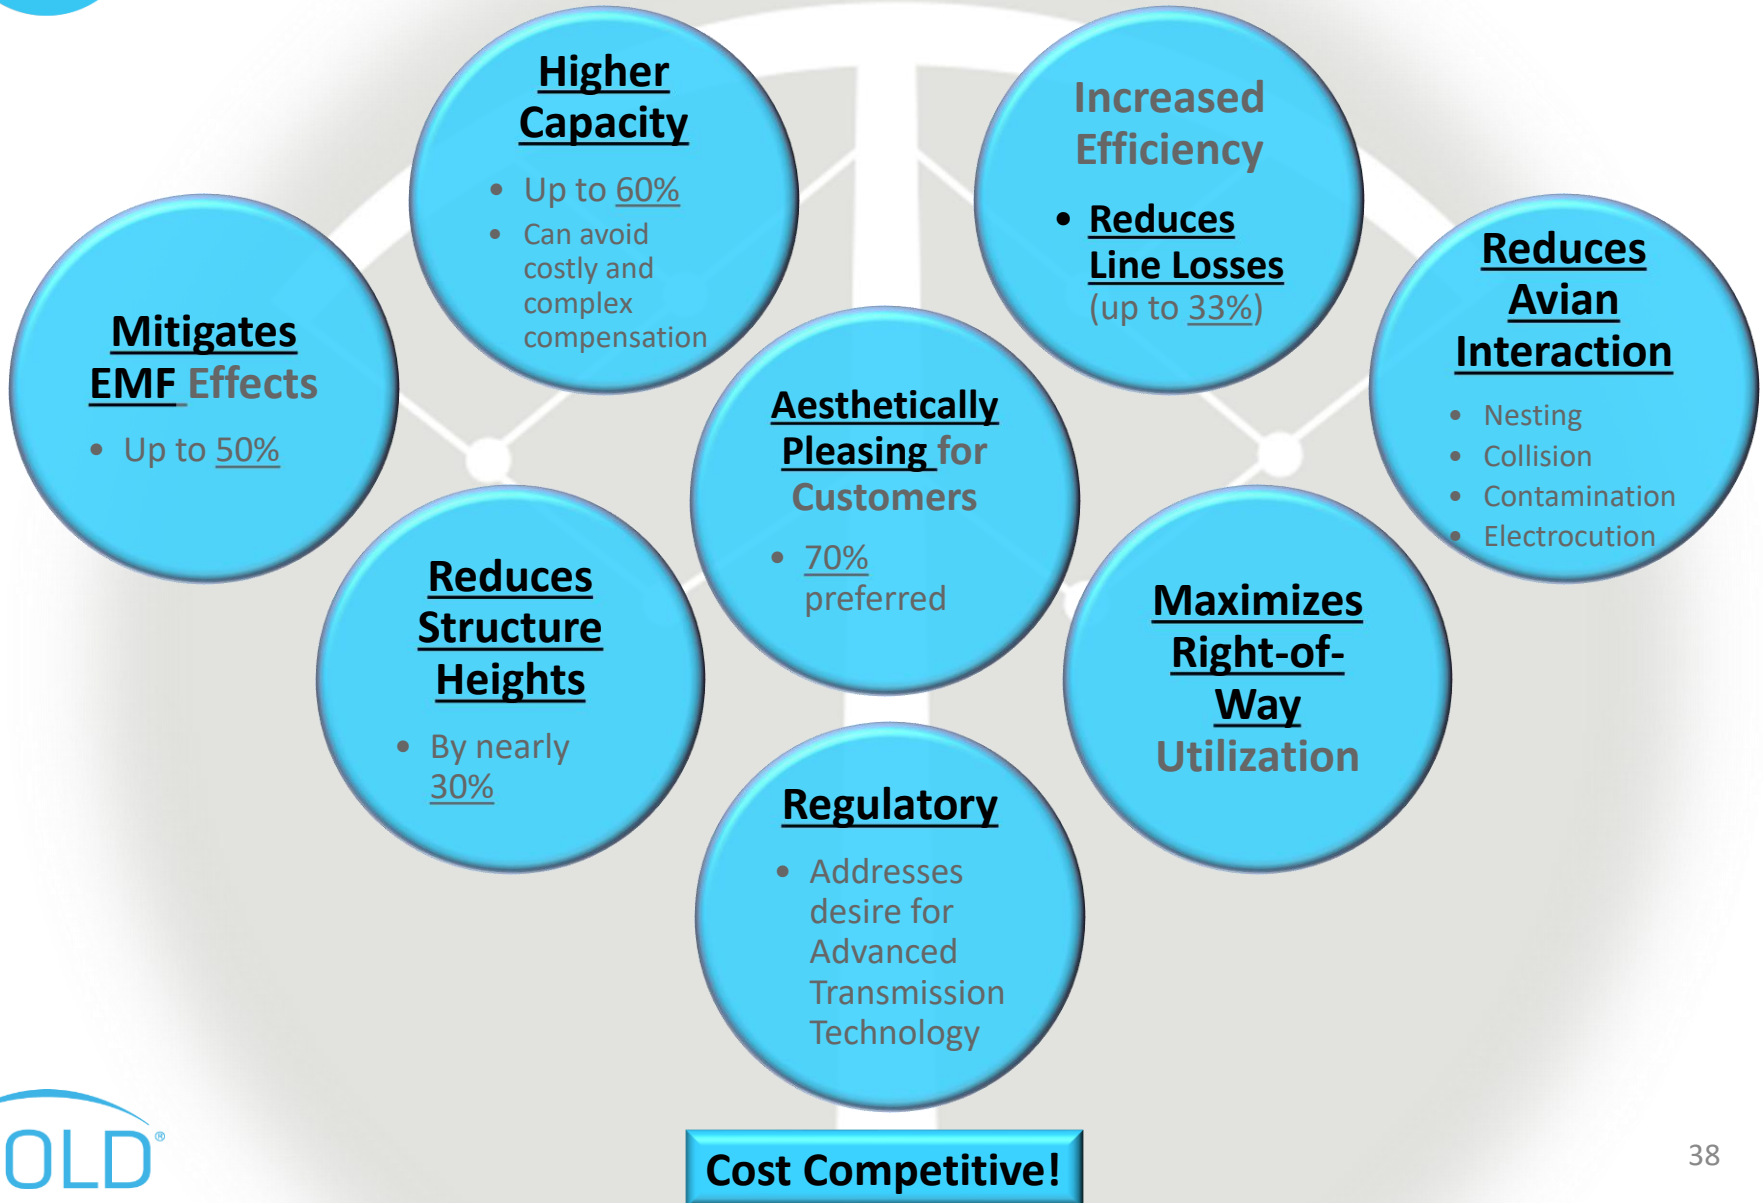 Higher
Capacity
• Up to 60%
• Can avoid
costly and
complex
compensation
Increased
Efficiency
• Reduces
Line Losses
(up to 33%)
Mitigates
EMF Effects
• Up to 50%
Reduces
Avian
Interaction
• Nesting
• Collision
• Contamination
• Electrocution
Aesthetically
Pleasing for
Customers
• 70%
preferred
Reduces
Structure
Heights
• By nearly
30%
Maximizes
Right-of-
Way
Utilization
Regulatory
• Addresses
desire for
Advanced
Transmission
Technology
OLD®
Cost Competitive!
38